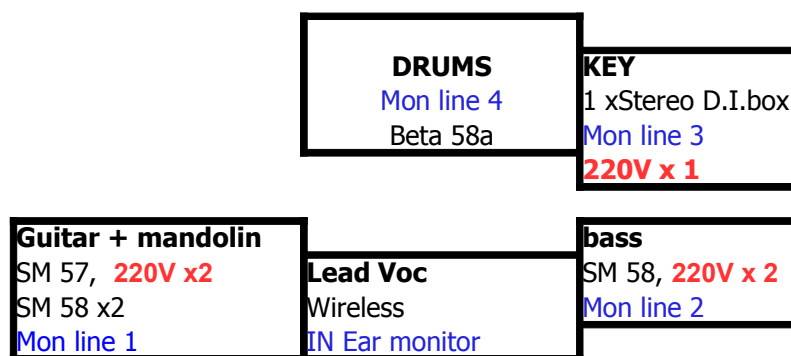 DRUMS
Mon line 4
Beta 58a
KEY
1 xStereo D.I.box
Mon line 3
220V x 1
Guitar + mandolin
SM 57, 220V x2
SM 58 x2
Mon line 1
Lead Voc
Wireless
IN Ear monitor
bass
SM 58, 220V x 2
Mon line 2